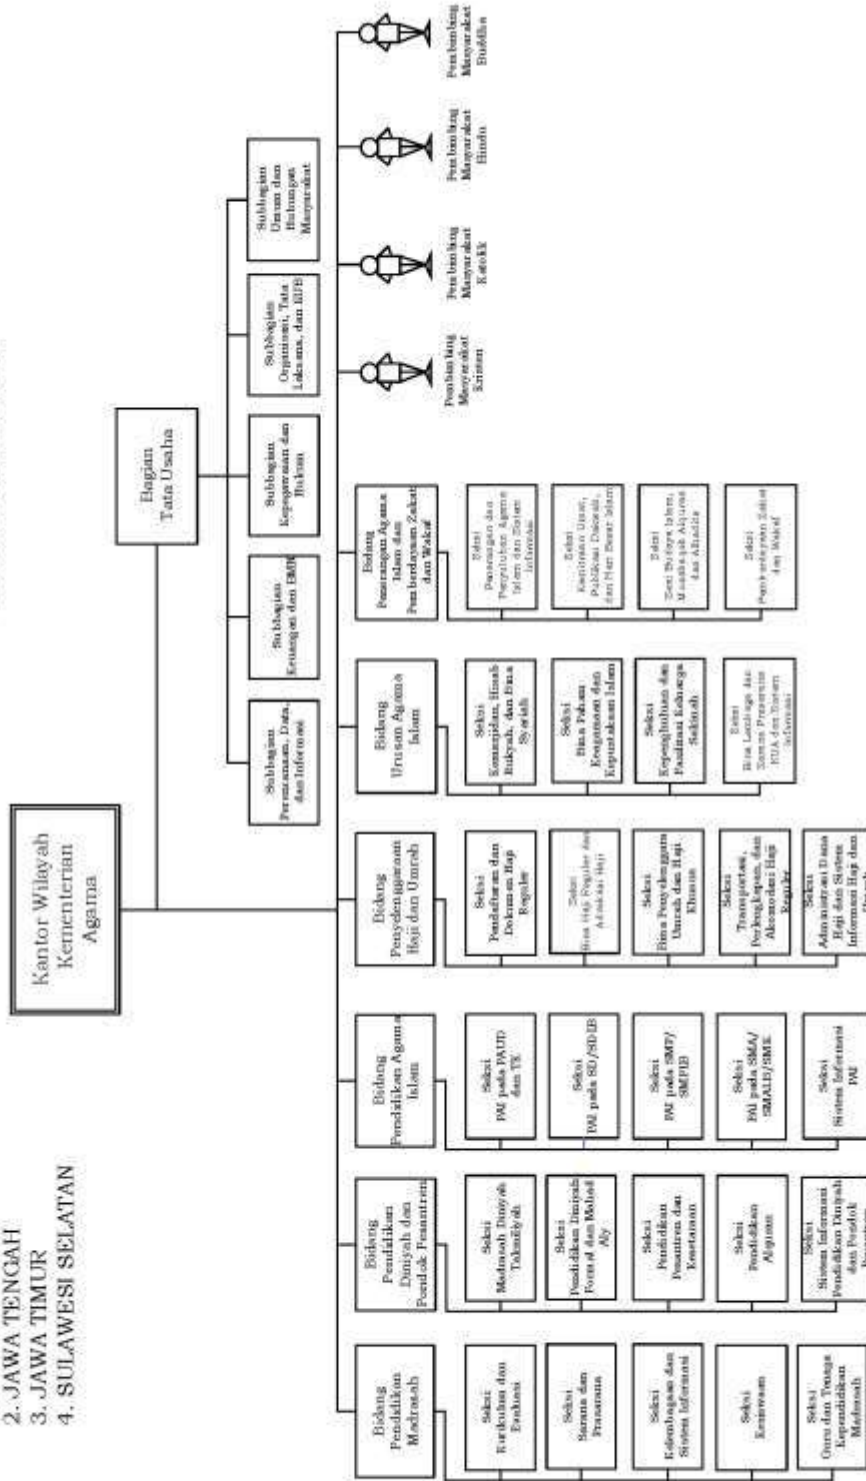 2. JAWA TENGAH
3. JAWA TIMUR
4. SULAWESI SELATAN
Kantor Wilayah
Kementerian
Agama
Bagian
Tata Usaha
Subbagian
Perencanaan, Data,
dan Informasi
Subbagian
Keuangan dan BMN
Subbagian
Kepegawaian dan
Hukum
Subbagian
Organisasi, Tata
Laksana, dan KUB
Subbagian
Umum dan
Hubungan
Masyarakat
Bidang
Pendidikan
Madrasah
Bidang
Pendidikan
Diniyah dan
Pondok Pesantren
Bidang
Pendidikan Agama
Islam
Bidang
Penyelenggaraan
Haji dan Umrah
Bidang
Urusan Agama
Islam
Bidang
Penerangan Agama
Islam dan
Pemberdayaan Zakat
dan Wakaf
Pembimbing
Masyarakat
Kristen
Pembimbing
Masyarakat
Katolik
Pembimbing
Masyarakat
Hindu
Pembimbing
Masyarakat
Buddha
Seksi
Kurikulum dan
Evaluasi
Seksi
Sarana dan
Prasarana
Seksi
Kelembagaan dan
Sistem Informasi
Seksi
Kesiswaan
Seksi
Guru dan Tenaga
Kependidikan
Madrasah
Seksi
Madrasah Diniyah
Takmiliyah
Seksi
Pendidikan Diniyah
Formal dan Mahad
Aly
Seksi
Pendidikan
Pesantren dan
Kesetaraan
Seksi
Pendidikan
Alquran
Seksi
Sistem Informasi
Pendidikan Diniyah
dan Pondok
Seksi
PAI pada PAUD
dan TK
Seksi
PAI pada SD/SDLB
Seksi
PAI pada SMP/
SMPLB
Seksi
PAI pada SMA/
SMALB/SMK
Seksi
Sistem Informasi
PAI
Seksi
Pendaftaran dan
Dokumen Haji
Reguler
Seksi
Bina Haji Reguler dan
Advokasi Haji
Seksi
Bina Penyelenggara
Umrah dan Haji
Khusus
Seksi
Transportasi,
Perlengkapan, dan
Akomodasi Haji
Reguler
Seksi
Administrasi Dana
Haji dan Sistem
Informasi Haji dan
Seksi
Kemasjidan, Hisab
Rukyah, dan Bina
Syariah
Seksi
Bina Paham
Keagamaan dan
Kepustakaan Islam
Seksi
Kepenghuluan dan
Fasilitasi Keluarga
Sakinah
Seksi
Bina Lembaga dan
Sarana Prasarana
KUA dan Sistem
Informasi
Seksi
Penerangan dan
Penyuluhan Agama
Islam dan Sistem
Informasi
Seksi
Kemitraan Umat,
Publikasi Dakwah,
dan Hari Besar Islam
Seksi
Seni Budaya Islam,
Musabaqah Alquran
dan Alhadits
Seksi
Pemberdayaan Zakat
dan Wakaf